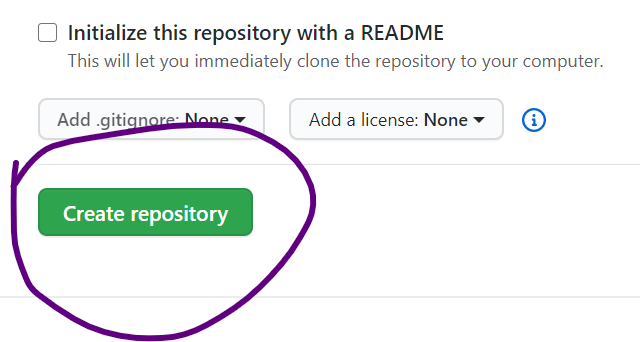 Initialize this repository with a README
This will let you immediately clone the repository to your computer.
Add .gitignore: None
Add a license: None
Create repository